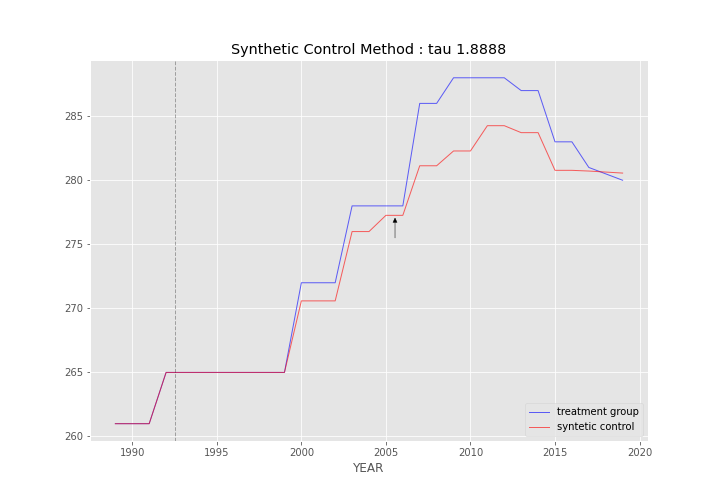 Synthetic Control Method : tau 1.8888
285
280
275
270
265
260
1990 1995 2000 2005 2010 2015 2020
YEAR
treatment group
syntetic control